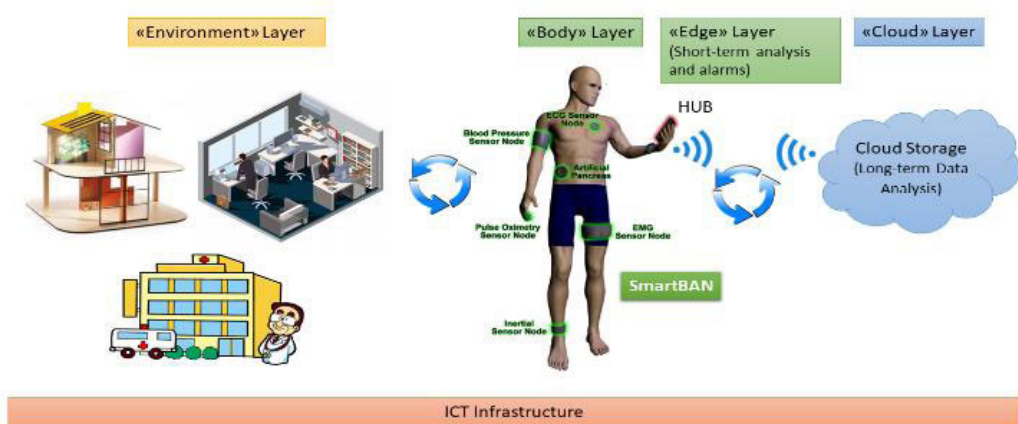 «Environment» Layer
«Body» Layer
«Edge» Layer
(Short-term analysis
and alarms)
«Cloud» Layer
HUB
ECG Sensor
Node
Blood Pressure
Sensor Node
Artificial
Pancreas
Pulse Oximetry
Sensor Node
EMG
Sensor Node
Inertial
Sensor Node
SmartBAN
Cloud Storage
(Long-term Data
Analysis)
ICT Infrastructure